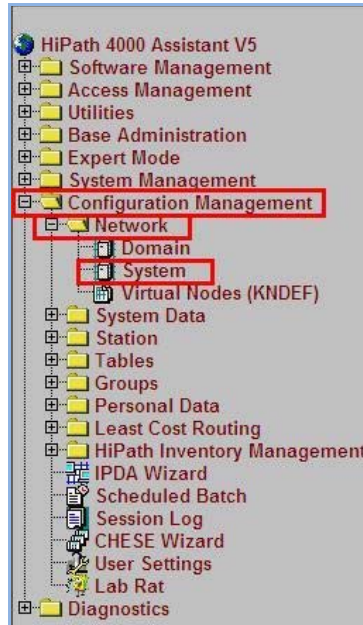 HiPath 4000 Assistant V5
Software Management
Access Management
Utilities
Base Administration
Expert Mode
System Management
Configuration Management
Network
Domain
System
Virtual Nodes (KNDEF)
System Data
Station
Tables
Groups
Personal Data
Least Cost Routing
HiPath Inventory Management
IPDA Wizard
Scheduled Batch
Session Log
CHESE Wizard
User Settings
Lab Rat
Diagnostics